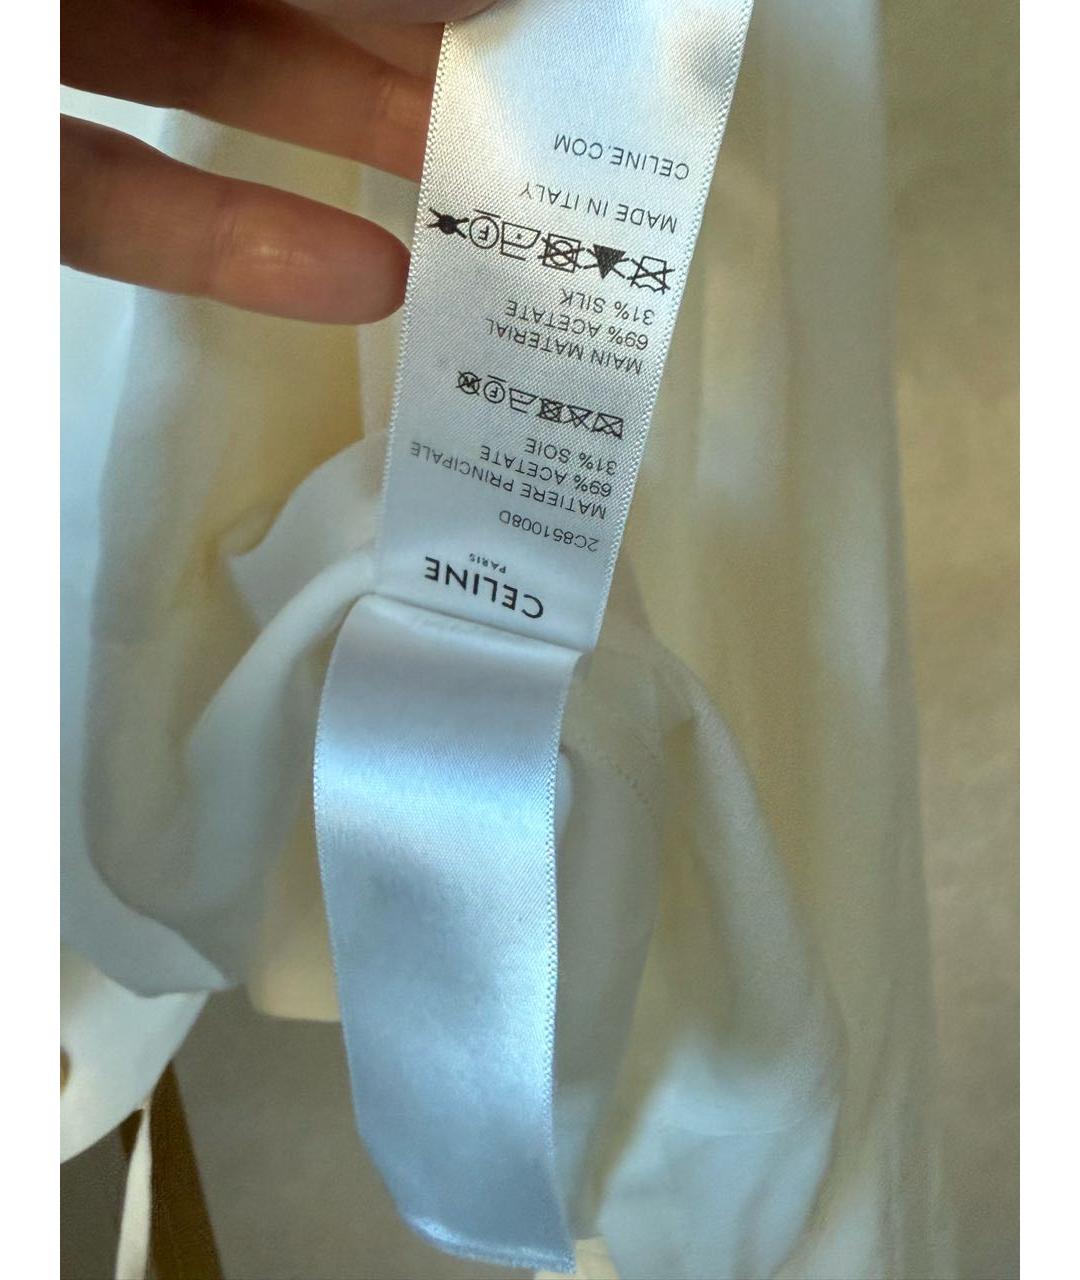 CELINE
PARIS
2C851008D
MATIERE PRINCIPALE
69% ACETATE
31% SOIE
MAIN MATERIAL
69% ACETATE
31% SILK
MADE IN ITALY
CELINE.COM